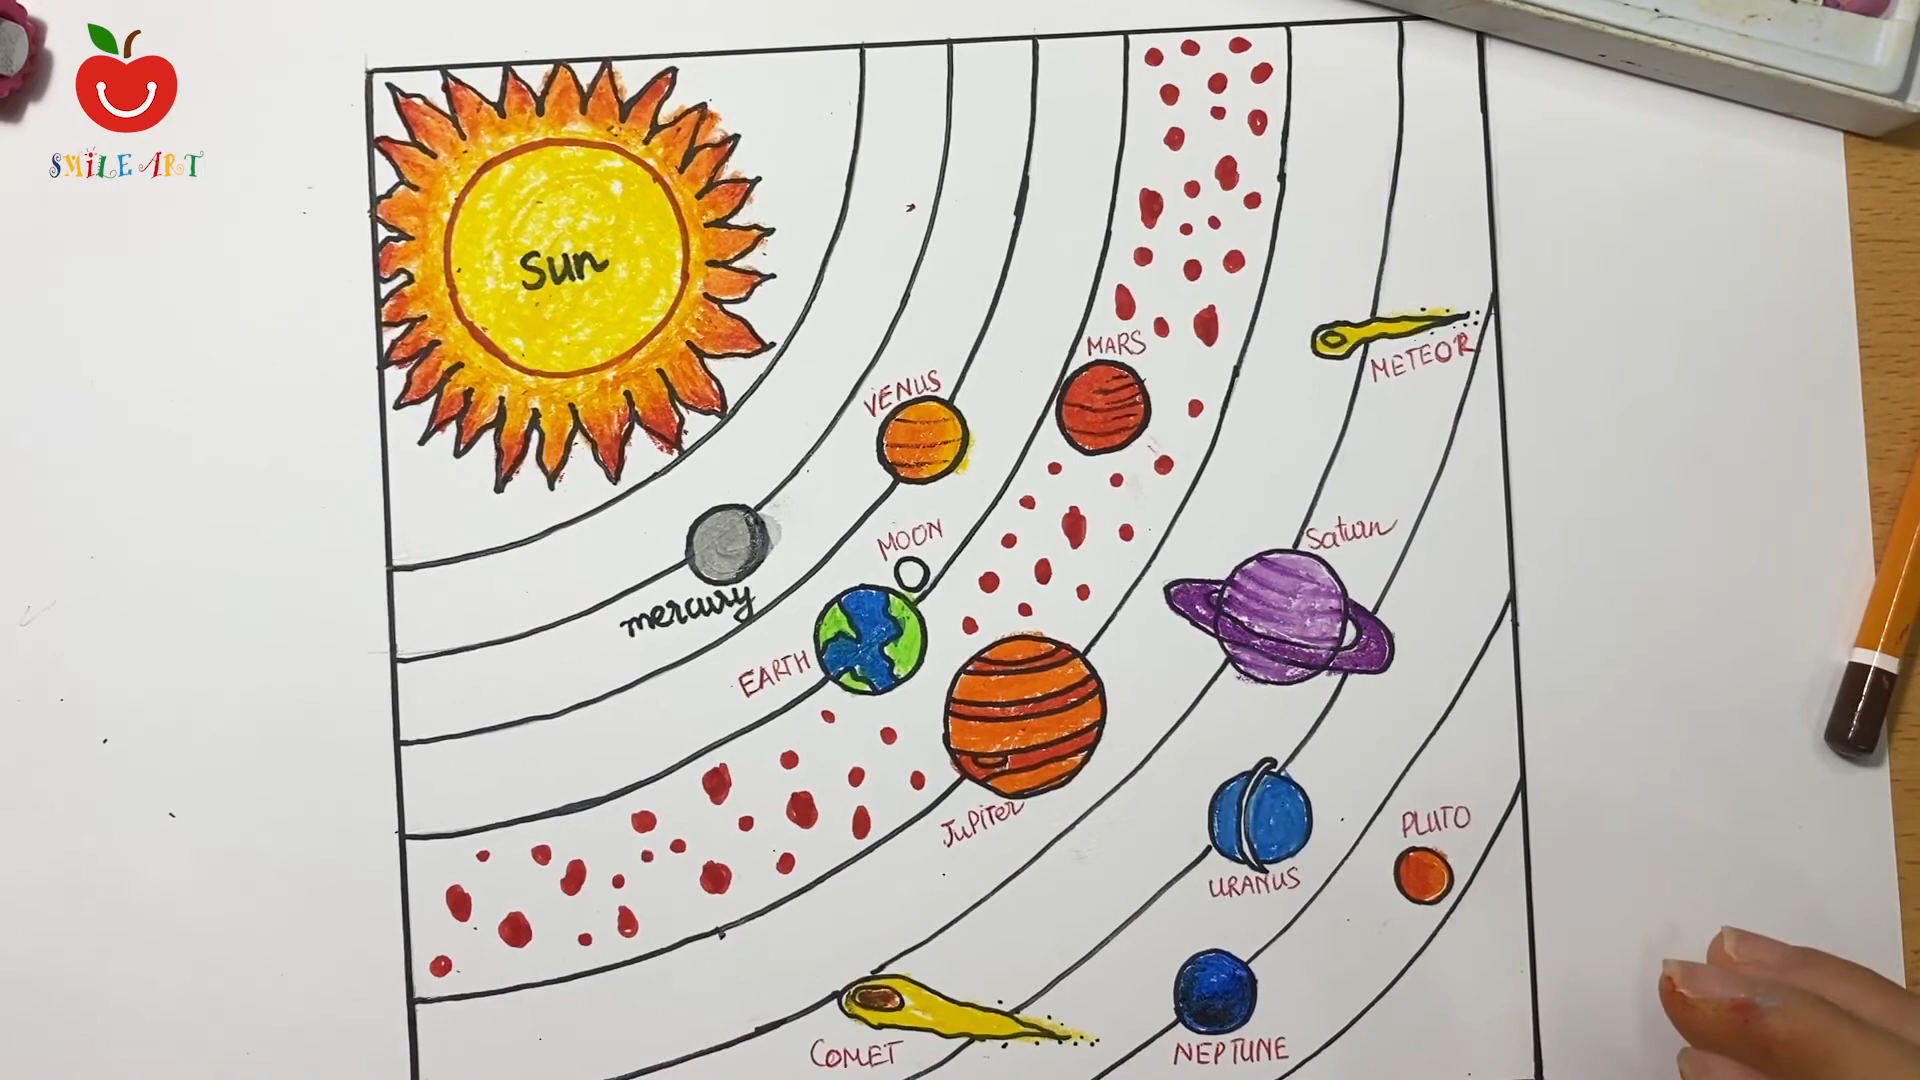 SMiLE ART
Sun
MARS
METEOR
VENUS
MOON
Saturn
mercury
EARTH
Jupiter
PLUTO
URANUS
COMET
NEPTUNE